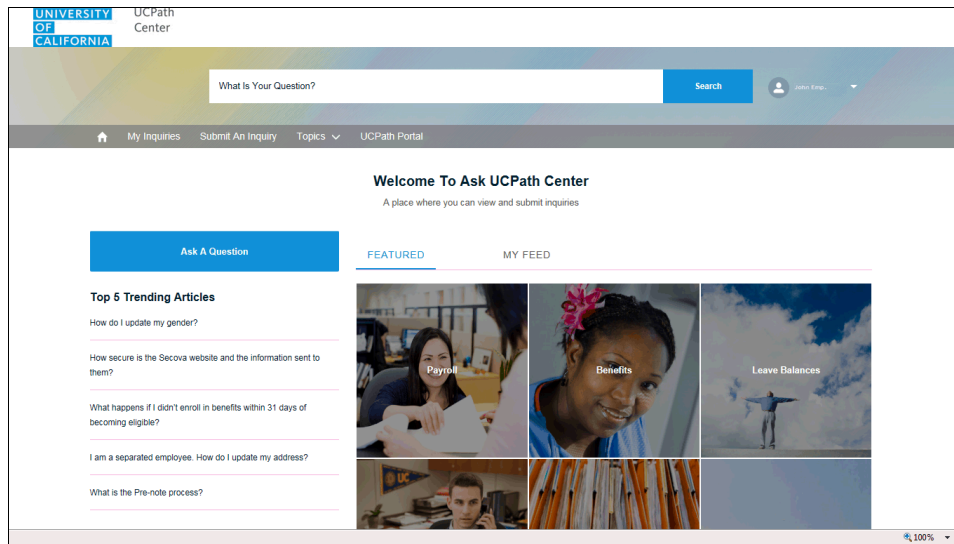 UNIVERSITY
OF
CALIFORNIA
UCPath
Center
What Is Your Question?
Search
John Emp..
My Inquiries
Submit An Inquiry
Topics
UCPath Portal
Welcome To Ask UCPath Center
A place where you can view and submit inquiries
Ask A Question
FEATURED
MY FEED
Top 5 Trending Articles
How do I update my gender?
How secure is the Secova website and the information sent to
them?
What happens if I didn't enroll in benefits within 31 days of
becoming eligible?
I am a separated employee. How do I update my address?
What is the Pre-note process?
Payroll
Benefits
Leave Balances
UC
100%